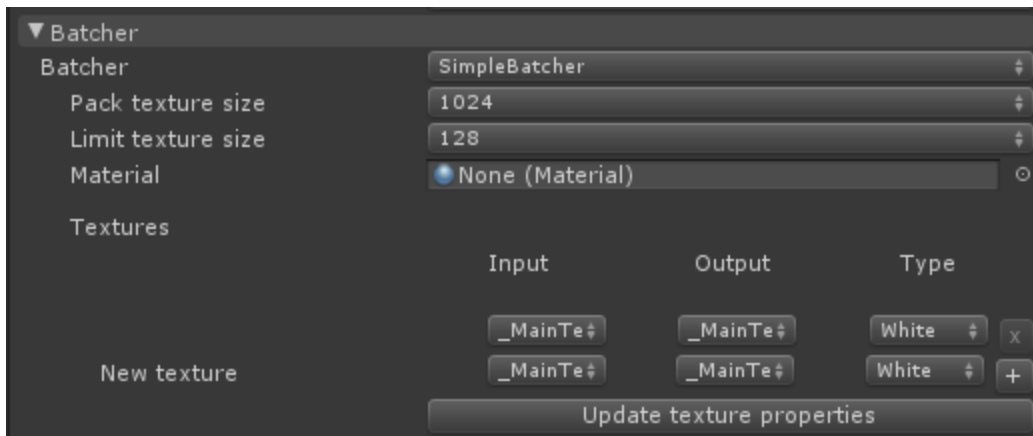 Batcher
Batcher SimpleBatcher
Pack texture size 1024
Limit texture size 128
Material None (Material)
Textures
Input Output Type
_MainTe _MainTe White x
New texture _MainTe _MainTe White +
Update texture properties